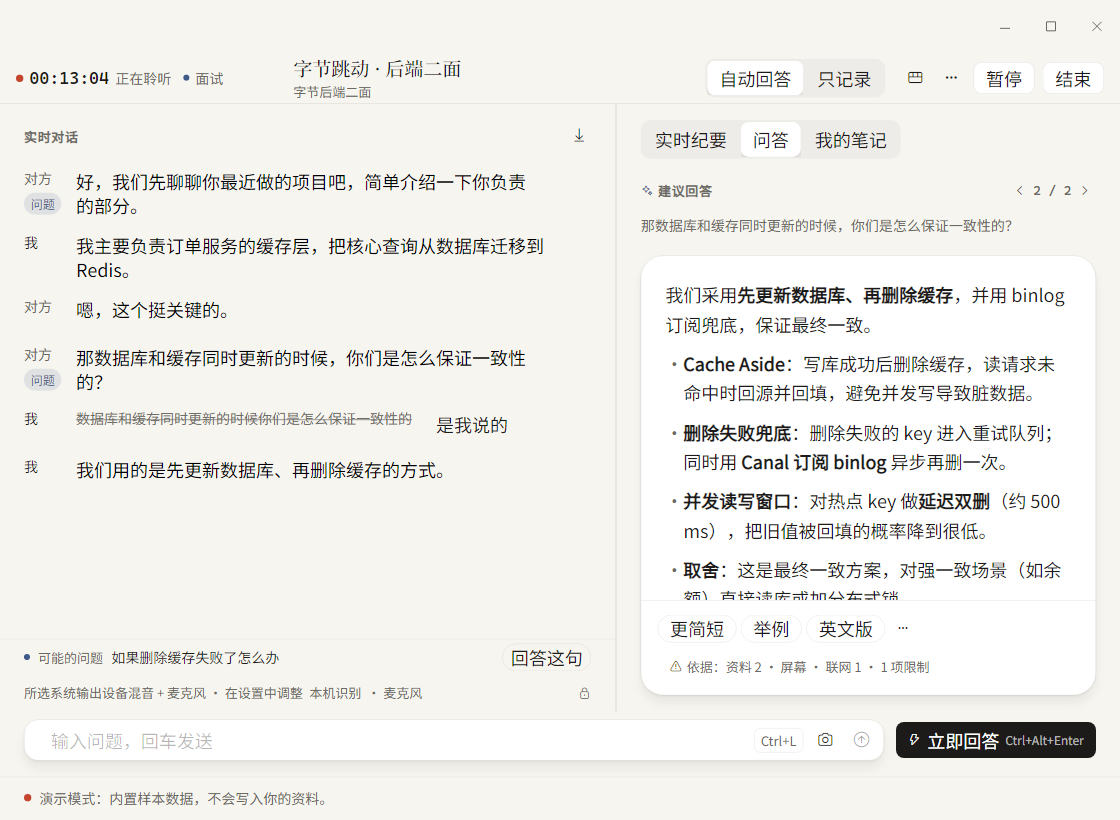 00:13:04 正在聆听 面试
字节跳动 · 后端二面
字节后端二面
自动回答 只记录 ··· 暂停 结束
实时对话
对方
问题
好，我们先聊聊你最近做的项目吧，简单介绍一下你负责
的部分。
我
我主要负责订单服务的缓存层，把核心查询从数据库迁移到
Redis。
对方
嗯，这个挺关键的。
对方
问题
那数据库和缓存同时更新的时候，你们是怎么保证一致性
的？
我
数据库和缓存同时更新的时候你们是怎么保证一致性的 是我说的
我
我们用的是先更新数据库、再删除缓存的方式。
可能的问题 如果删除缓存失败了怎么办 回答这句
所选系统输出设备混音 + 麦克风 · 在设置中调整 本机识别 · 麦克风
实时纪要 问答 我的笔记
建议回答 2 / 2
那数据库和缓存同时更新的时候，你们是怎么保证一致性的？
我们采用先更新数据库、再删除缓存，并用 binlog
订阅兜底，保证最终一致。
· Cache Aside：写库成功后删除缓存，读请求未
命中时回源并回填，避免并发写导致脏数据。
· 删除失败兜底：删除失败的 key 进入重试队列；
同时用 Canal 订阅 binlog 异步再删一次。
· 并发读写窗口：对热点 key 做延迟双删（约 500
ms），把旧值被回填的概率降到很低。
· 取舍：这是最终一致方案，对强一致场景（如余
额）直接读库或加分布式锁
更简短 举例 英文版 ···
依据：资料 2 · 屏幕 · 联网 1 · 1 项限制
输入问题，回车发送 Ctrl+L
立即回答 Ctrl+Alt+Enter
演示模式：内置样本数据，不会写入你的资料。